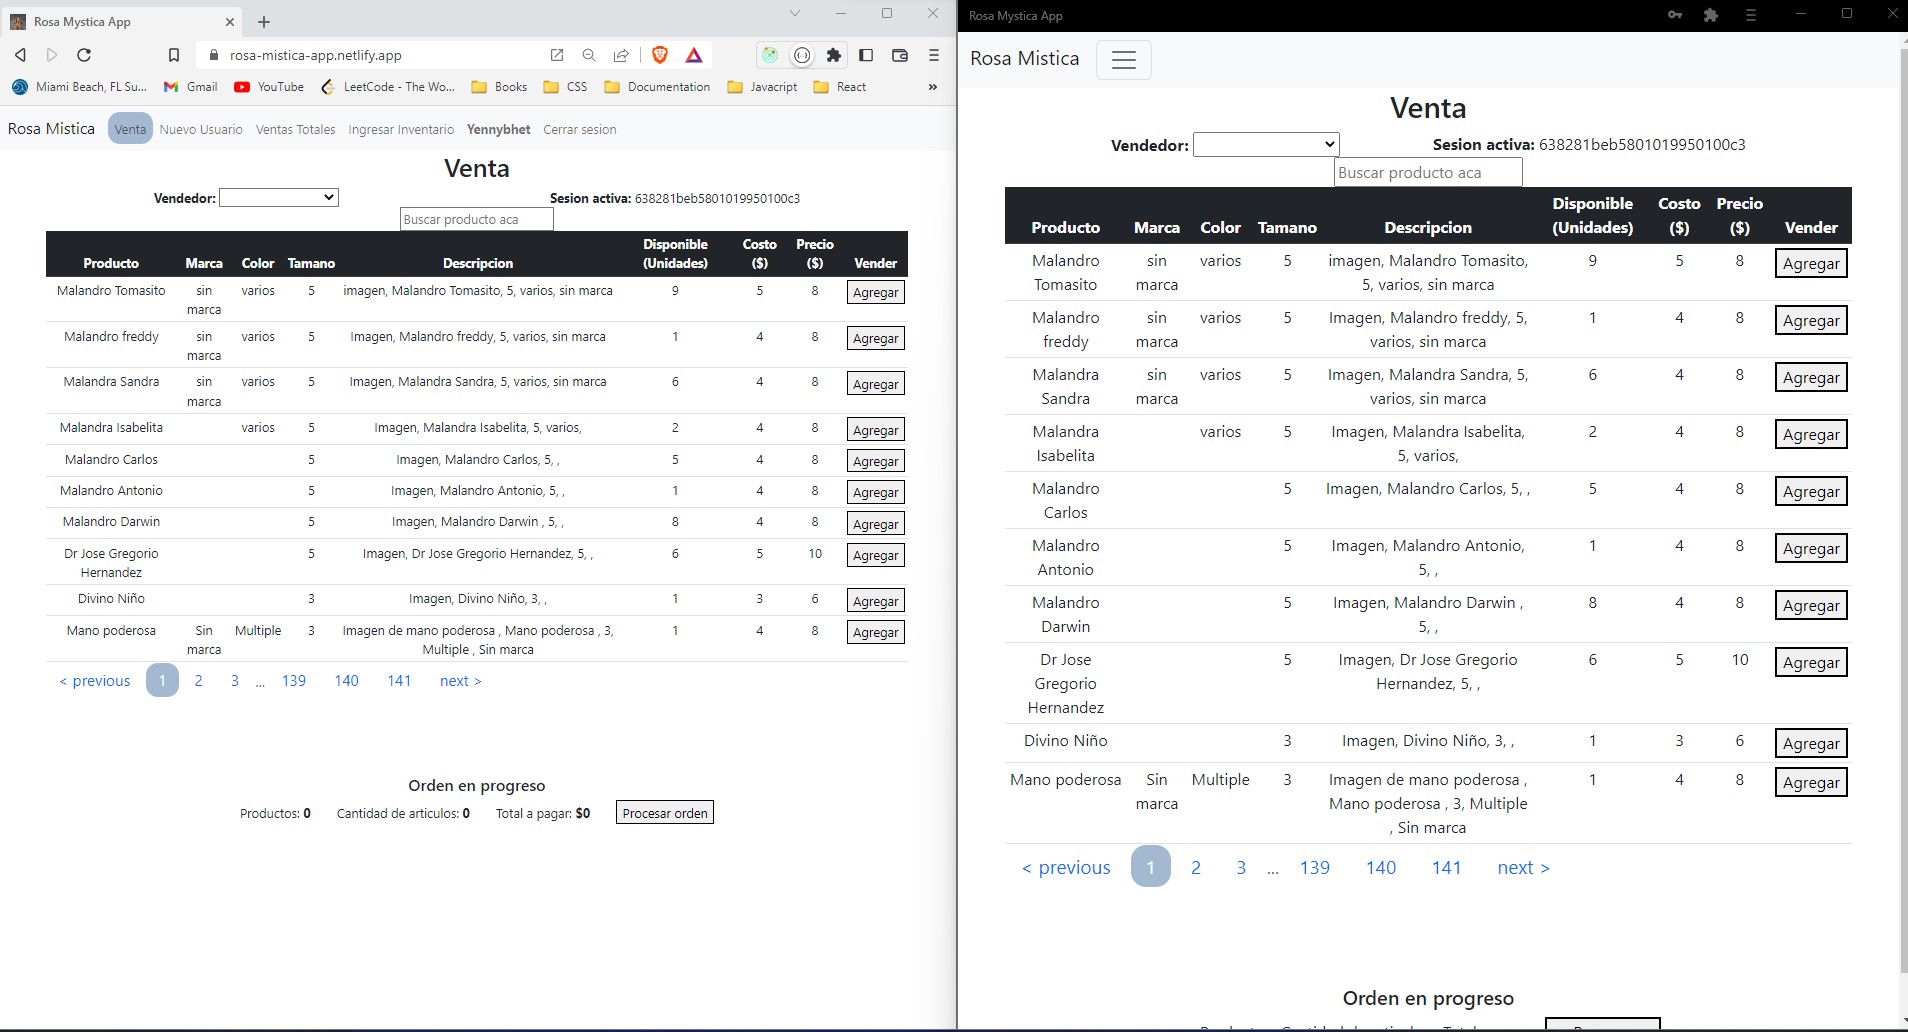 Rosa Mystica App
rosa-mistica-app.netlify.app
Miami Beach, FL Su... Gmail YouTube LeetCode - The Wo... Books CSS Documentation Javacript React »
Rosa Mistica Venta Nuevo Usuario Ventas Totales Ingresar Inventario Yennybhet Cerrar sesion
Venta
Vendedor: Sesion activa: 638281beb5801019950100c3
Buscar producto aca
Producto Marca Color Tamano Descripcion Disponible (Unidades) Costo ($) Precio ($) Vender
Malandro Tomasito sin marca varios 5 imagen, Malandro Tomasito, 5, varios, sin marca 9 5 8 Agregar
Malandro freddy sin marca varios 5 Imagen, Malandro freddy, 5, varios, sin marca 1 4 8 Agregar
Malandra Sandra sin marca varios 5 Imagen, Malandra Sandra, 5, varios, sin marca 6 4 8 Agregar
Malandra Isabelita varios 5 Imagen, Malandra Isabelita, 5, varios, 2 4 8 Agregar
Malandro Carlos 5 Imagen, Malandro Carlos, 5, , 5 4 8 Agregar
Malandro Antonio 5 Imagen, Malandro Antonio, 5, , 1 4 8 Agregar
Malandro Darwin 5 Imagen, Malandro Darwin , 5, , 8 4 8 Agregar
Dr Jose Gregorio Hernandez 5 Imagen, Dr Jose Gregorio Hernandez, 5, , 6 5 10 Agregar
Divino Niño 3 Imagen, Divino Niño, 3, , 1 3 6 Agregar
Mano poderosa Sin marca Multiple 3 Imagen de mano poderosa , Mano poderosa , 3, Multiple , Sin marca 1 4 8 Agregar
< previous 1 2 3 ... 139 140 141 next >
Orden en progreso
Productos: 0 Cantidad de articulos: 0 Total a pagar: $0 Procesar orden
Rosa Mystica App
Rosa Mistica
Venta
Vendedor: Sesion activa: 638281beb5801019950100c3
Buscar producto aca
Producto Marca Color Tamano Descripcion Disponible (Unidades) Costo ($) Precio ($) Vender
Malandro Tomasito sin marca varios 5 imagen, Malandro Tomasito, 5, varios, sin marca 9 5 8 Agregar
Malandro freddy sin marca varios 5 Imagen, Malandro freddy, 5, varios, sin marca 1 4 8 Agregar
Malandra Sandra sin marca varios 5 Imagen, Malandra Sandra, 5, varios, sin marca 6 4 8 Agregar
Malandra Isabelita varios 5 Imagen, Malandra Isabelita, 5, varios, 2 4 8 Agregar
Malandro Carlos 5 Imagen, Malandro Carlos, 5, , 5 4 8 Agregar
Malandro Antonio 5 Imagen, Malandro Antonio, 5, , 1 4 8 Agregar
Malandro Darwin 5 Imagen, Malandro Darwin , 5, , 8 4 8 Agregar
Dr Jose Gregorio Hernandez 5 Imagen, Dr Jose Gregorio Hernandez, 5, , 6 5 10 Agregar
Divino Niño 3 Imagen, Divino Niño, 3, , 1 3 6 Agregar
Mano poderosa Sin marca Multiple 3 Imagen de mano poderosa , Mano poderosa , 3, Multiple , Sin marca 1 4 8 Agregar
< previous 1 2 3 ... 139 140 141 next >
Orden en progreso